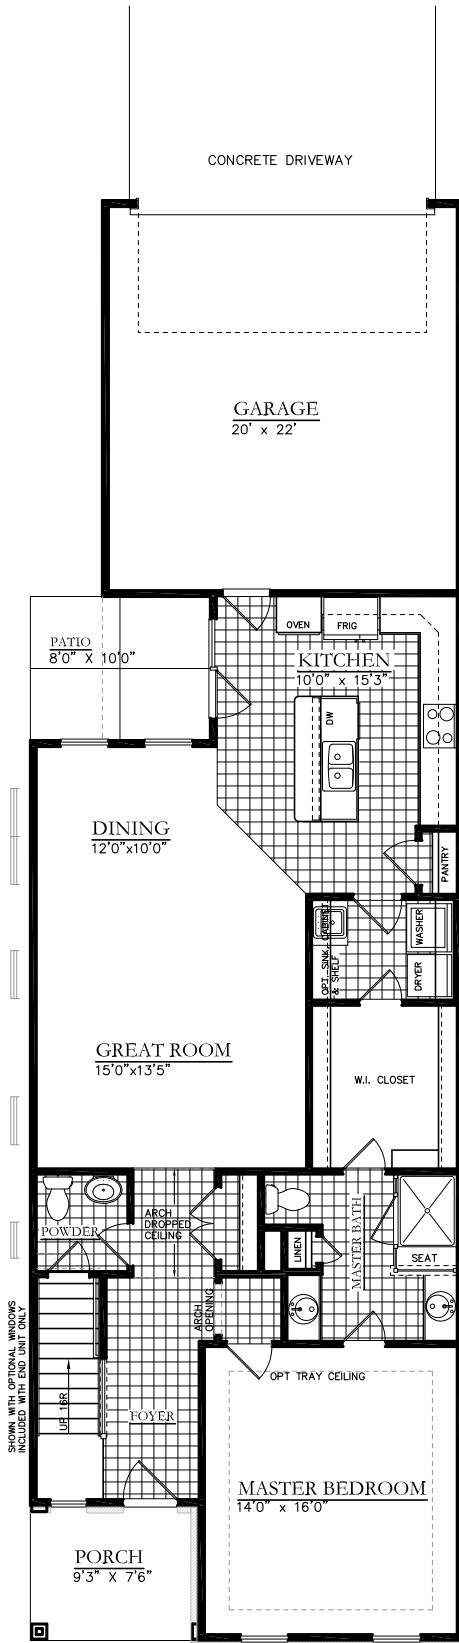 CONCRETE DRIVEWAY
GARAGE
20' x 22'
OVEN
FRIG
PATIO
8'0" X 10'0"
KITCHEN
10'0" x 15'3"
DW
DINING
12'0"x10'0"
PANTRY
OPT. SINK, CABINET
& SHELF
WASHER
DRYER
GREAT ROOM
15'0"x13'5"
W.I. CLOSET
POWDER
ARCH
DROPPED
CEILING
MASTER BATH
LINEN
SEAT
ARCH
OPENING
SHOWN WITH OPTIONAL WINDOWS
INCLUDED WITH END UNIT ONLY
UP 16R
FOYER
OPT TRAY CEILING
MASTER BEDROOM
14'0" x 16'0"
PORCH
9'3" X 7'6"